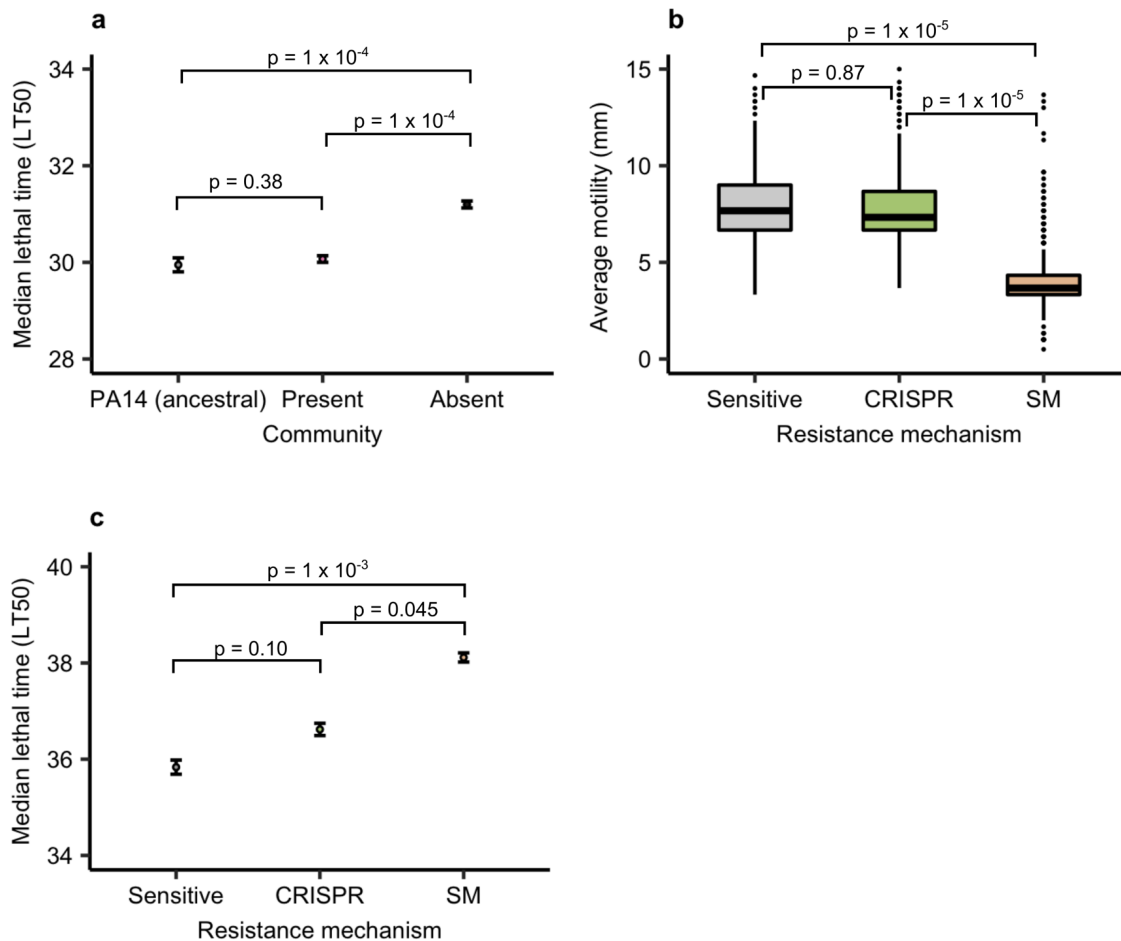 a
p = 1 x 10-4
p = 1 x 10-4
p = 0.38
34
32
30
28
Median lethal time (LT50)
PA14 (ancestral) Present Absent
Community
b
p = 1 x 10-5
p = 0.87
p = 1 x 10-5
15
10
5
0
Average motility (mm)
Sensitive CRISPR SM
Resistance mechanism
c
p = 1 x 10-3
p = 0.045
p = 0.10
40
38
36
34
Median lethal time (LT50)
Sensitive CRISPR SM
Resistance mechanism